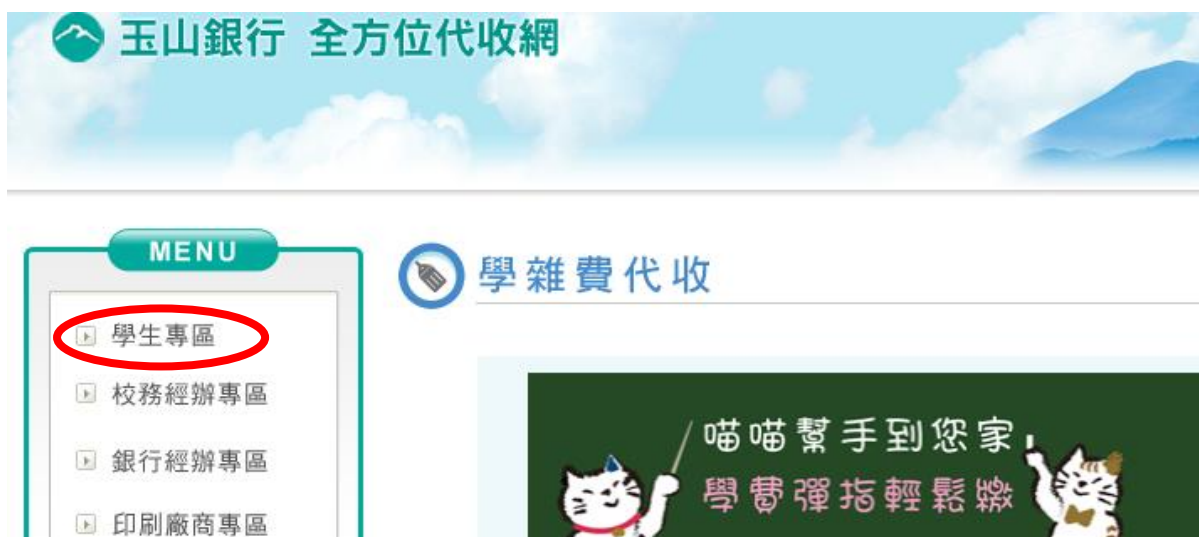 玉山銀行 全方位代收網
MENU
學生專區
校務經辦專區
銀行經辦專區
印刷廠商專區
學雜費代收
喵喵幫手到您家，
學費彈指輕鬆繳